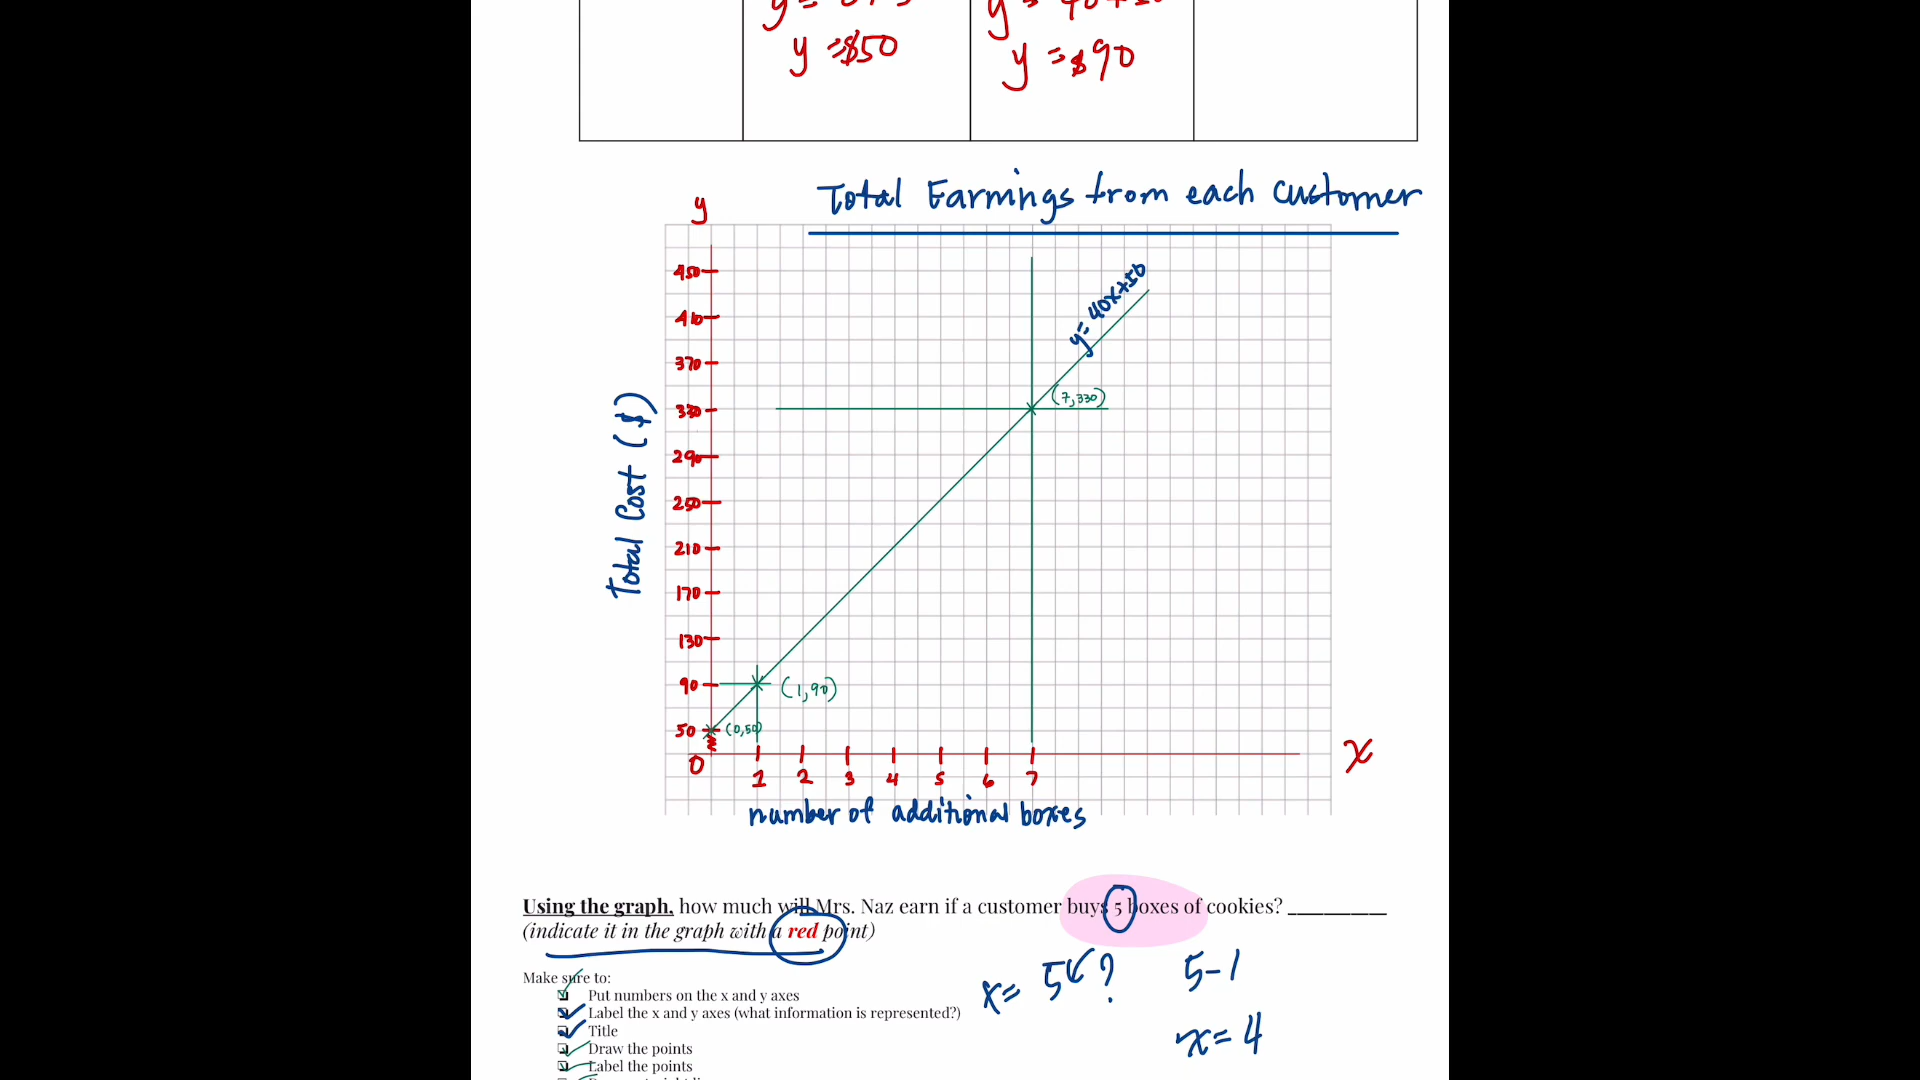 y = $50
y = $90
Total Earnings from each customer
y
450
410
370
330
290
250
210
170
130
90
50
0
Total Cost ($)
y = 40x+50
(7,330)
(1,90)
(0,50)
1 2 3 4 5 6 7
x
number of additional boxes
Using the graph, how much will Mrs. Naz earn if a customer buys 5 boxes of cookies? __________
(indicate it in the graph with a red point)
x = 5 ?
5-1
x = 4
Make sure to:
Put numbers on the x and y axes
Label the x and y axes (what information is represented?)
Title
Draw the points
Label the points